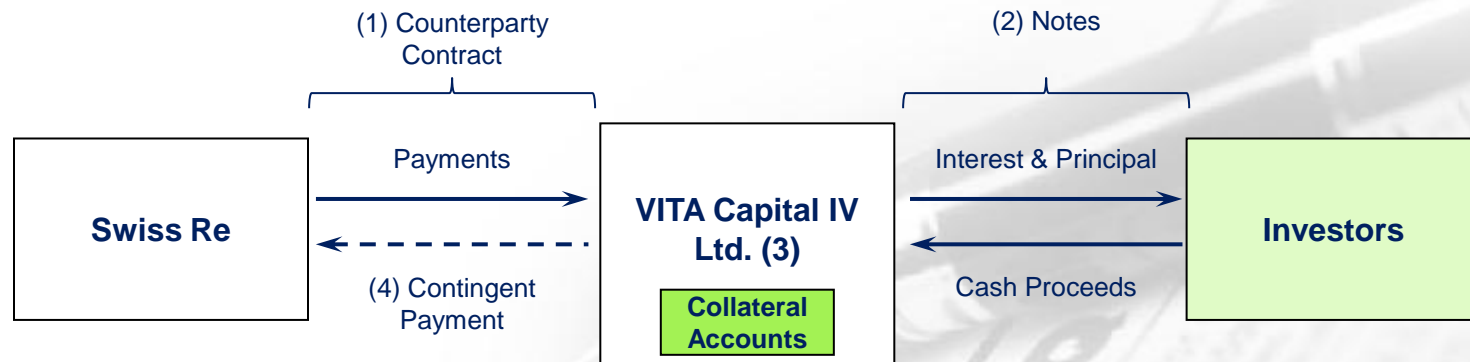 (1) Counterparty
Contract
(2) Notes
Swiss Re
Payments
(4) Contingent
Payment
VITA Capital IV
Ltd. (3)
Collateral
Accounts
Interest & Principal
Cash Proceeds
Investors